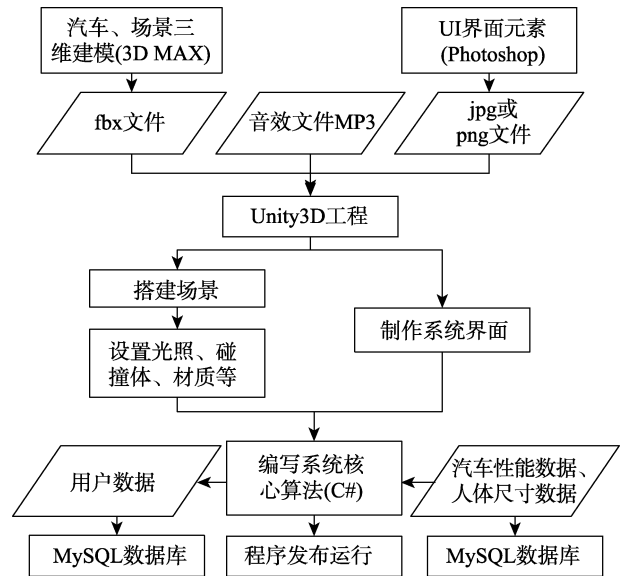 汽车、场景三
维建模(3D MAX)
UI界面元素
(Photoshop)
fbx文件
音效文件MP3
jpg或
png文件
Unity3D工程
搭建场景
制作系统界面
设置光照、碰
撞体、材质等
用户数据
编写系统核
心算法(C#)
汽车性能数据、
人体尺寸数据
MySQL数据库
程序发布运行
MySQL数据库